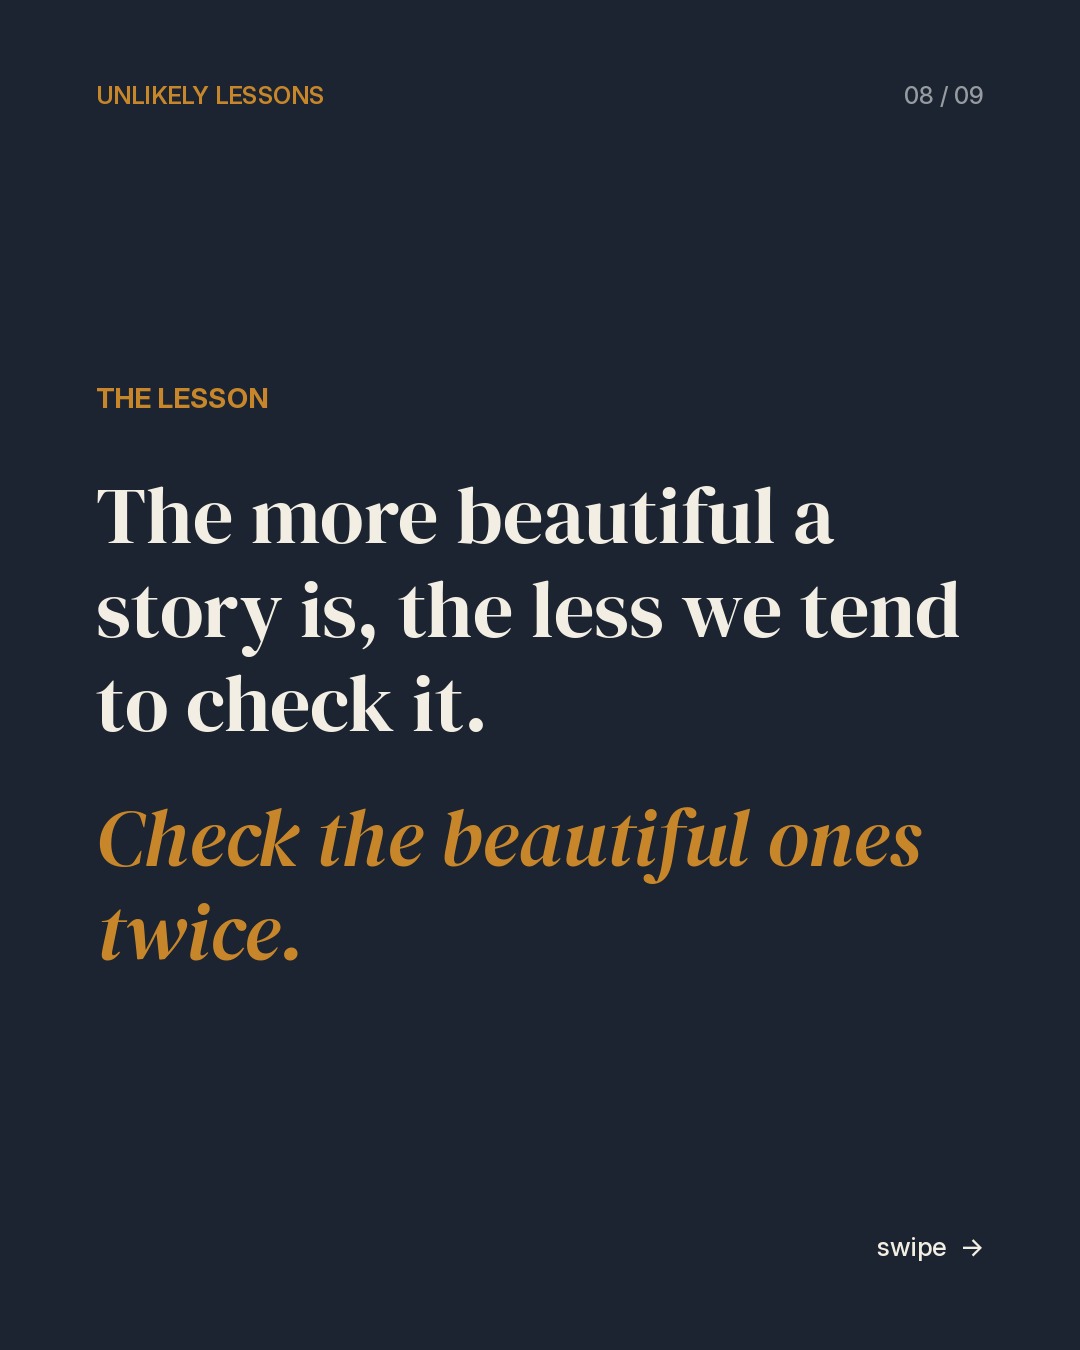 UNLIKELY LESSONS
08 / 09
THE LESSON
The more beautiful a
story is, the less we tend
to check it.
Check the beautiful ones
twice.
swipe →